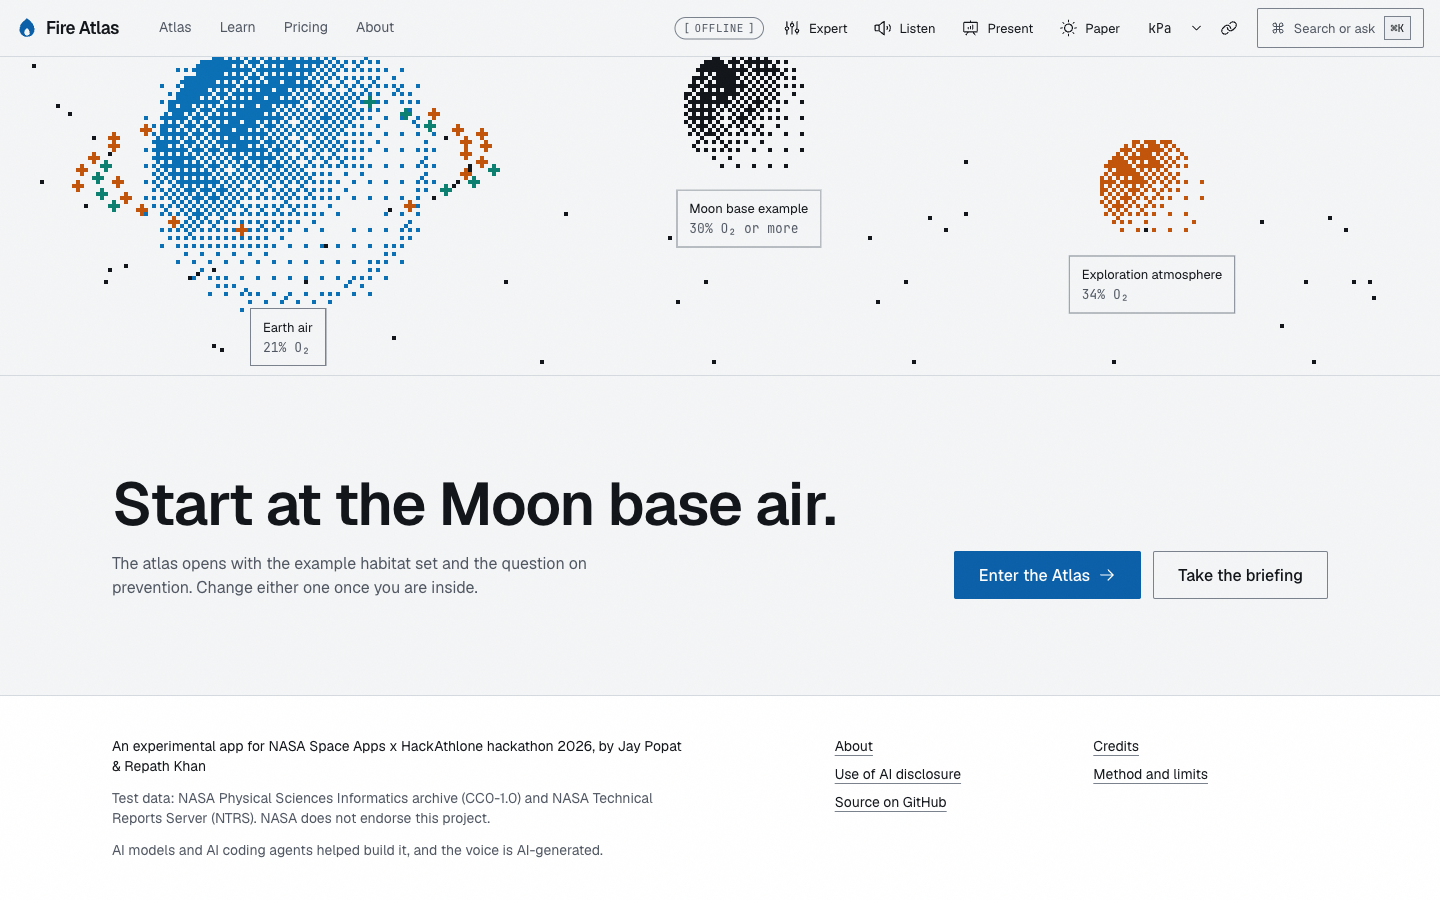 Fire Atlas
Atlas Learn Pricing About
[ OFFLINE ] Expert Listen Present Paper kPa ⌘ Search or ask ⌘K
Moon base example
30% O₂ or more
Exploration atmosphere
34% O₂
Earth air
21% O₂
Start at the Moon base air.
The atlas opens with the example habitat set and the question on
prevention. Change either one once you are inside.
Enter the Atlas →
Take the briefing
An experimental app for NASA Space Apps x HackAthlone hackathon 2026, by Jay Popat
& Repath Khan
Test data: NASA Physical Sciences Informatics archive (CC0-1.0) and NASA Technical
Reports Server (NTRS). NASA does not endorse this project.
AI models and AI coding agents helped build it, and the voice is AI-generated.
About
Use of AI disclosure
Source on GitHub
Credits
Method and limits